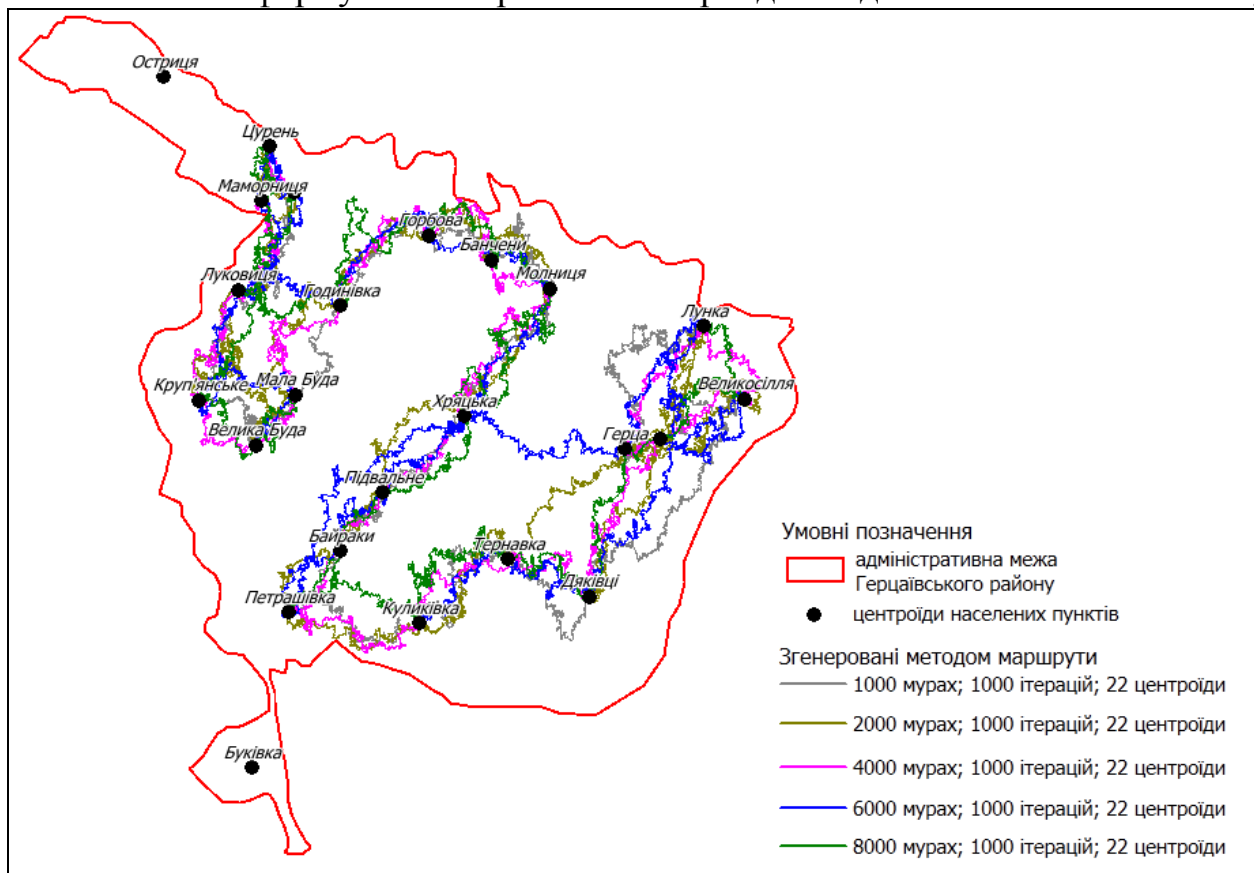 Остриця
Цурень
Маморниця
Горбова
Банчени
Луковиця
Годинівка
Молниця
Лунка
Круп'янське
Мала Буда
Великосілля
Хряцька
Велика Буда
Герца
Підвальне
Байраки
Тернавка
Дяківці
Петрашівка
Куликівка
Буківка
Умовні позначення
адміністративна межа
Герцаївського району
центроїди населених пунктів
Згенеровані методом маршрути
1000 мурах; 1000 ітерацій; 22 центроїди
2000 мурах; 1000 ітерацій; 22 центроїди
4000 мурах; 1000 ітерацій; 22 центроїди
6000 мурах; 1000 ітерацій; 22 центроїди
8000 мурах; 1000 ітерацій; 22 центроїди